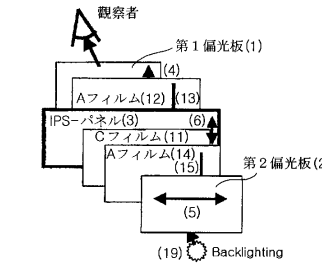 観察者
第1偏光板(1)
(4)
Aフィルム(12)
(13)
IPS-パネル(3)
(6)
Cフィルム(11)
Aフィルム(14)
(15)
第2偏光板(2
(5)
(19)
Backlighting